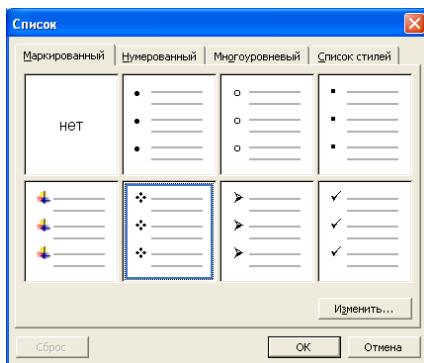 Список
Маркированный Нумерованный Многоуровневый Список стилей
нет
Изменить...
Сброс ОК Отмена